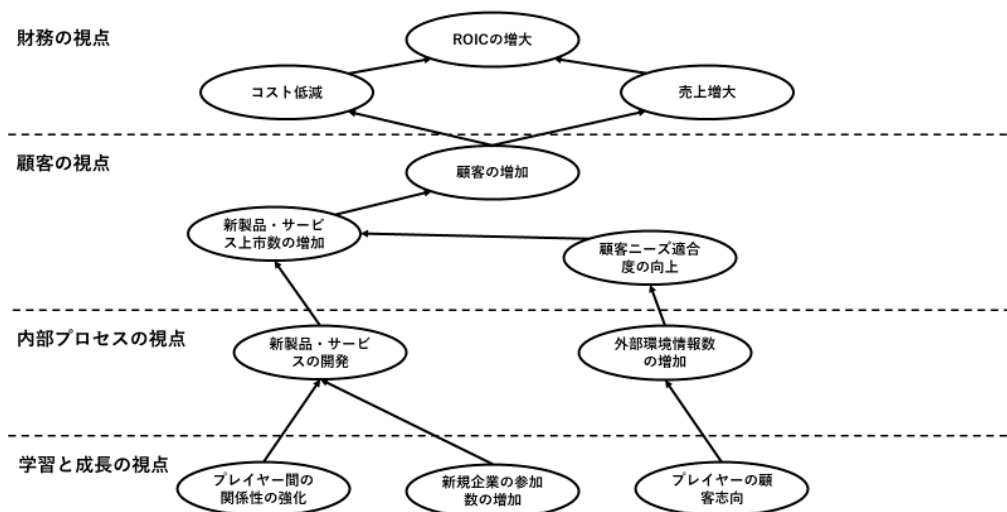 財務の視点
ROICの増大
コスト低減
売上増大
顧客の視点
顧客の増加
新製品・サービ
ス上市数の増加
顧客ニーズ適合
度の向上
内部プロセスの視点
新製品・サービ
スの開発
外部環境情報数
の増加
学習と成長の視点
プレイヤー間の
関係性の強化
新規企業の参加
数の増加
プレイヤーの顧
客志向